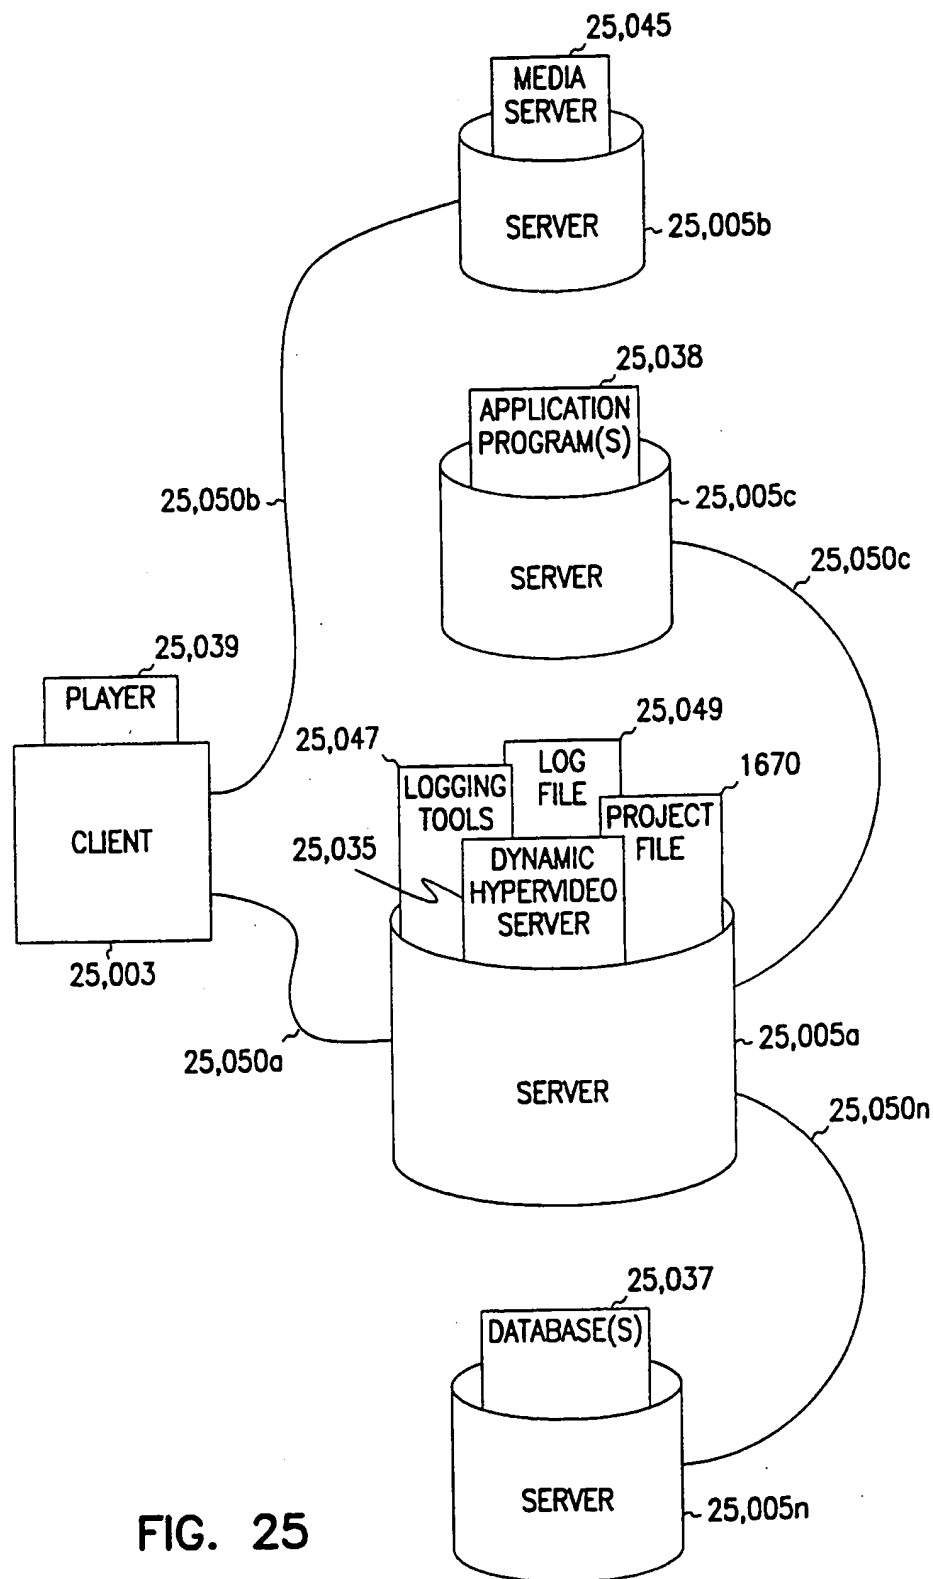 25,045
MEDIA
SERVER
SERVER
25,005b
25,038
APPLICATION
PROGRAM(S)
25,050b
25,005c
SERVER
25,050c
25,039
PLAYER
25,049
25,047
LOG
FILE
1670
LOGGING
TOOLS
PROJECT
FILE
CLIENT
25,035
DYNAMIC
HYPERVIDEO
SERVER
25,003
25,050a
25,005a
SERVER
25,050n
25,037
DATABASE(S)
SERVER
25,005n
FIG. 25